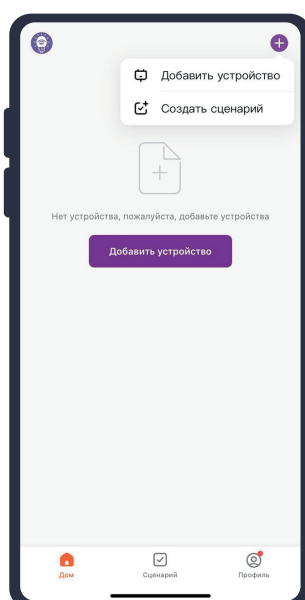 Добавить устройство
Создать сценарий
Нет устройства, пожалуйста, добавьте устройства
Добавить устройство
Дом
Сценарий
Профиль